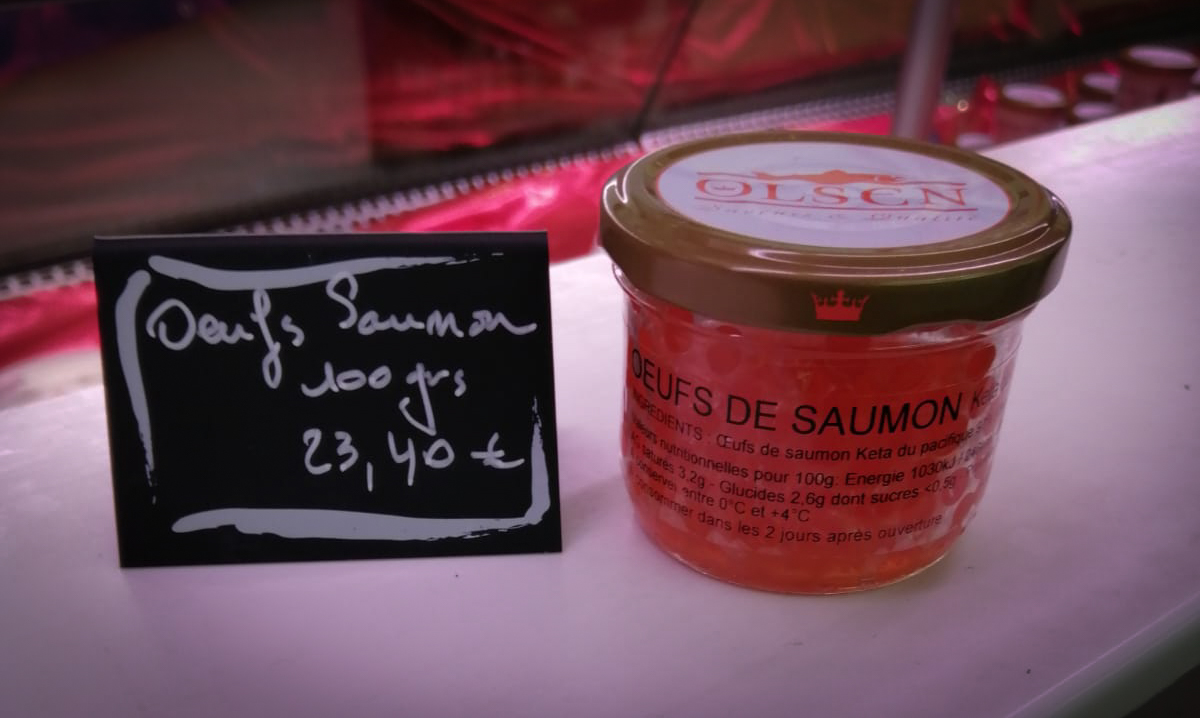 Oeufs Saumon
100 grs
23,40 €
OLSEN
Saveurs & Qualité
OEUFS DE SAUMON Keta
INGREDIENTS : Œufs de saumon Keta du pacifique
nutritionnelles pour 100g. Energie 1030kJ /
saturés 3,2g - Glucides 2,6g dont sucres <0,5g
conserver entre 0°C et +4°C
consommer dans les 2 jours après ouverture